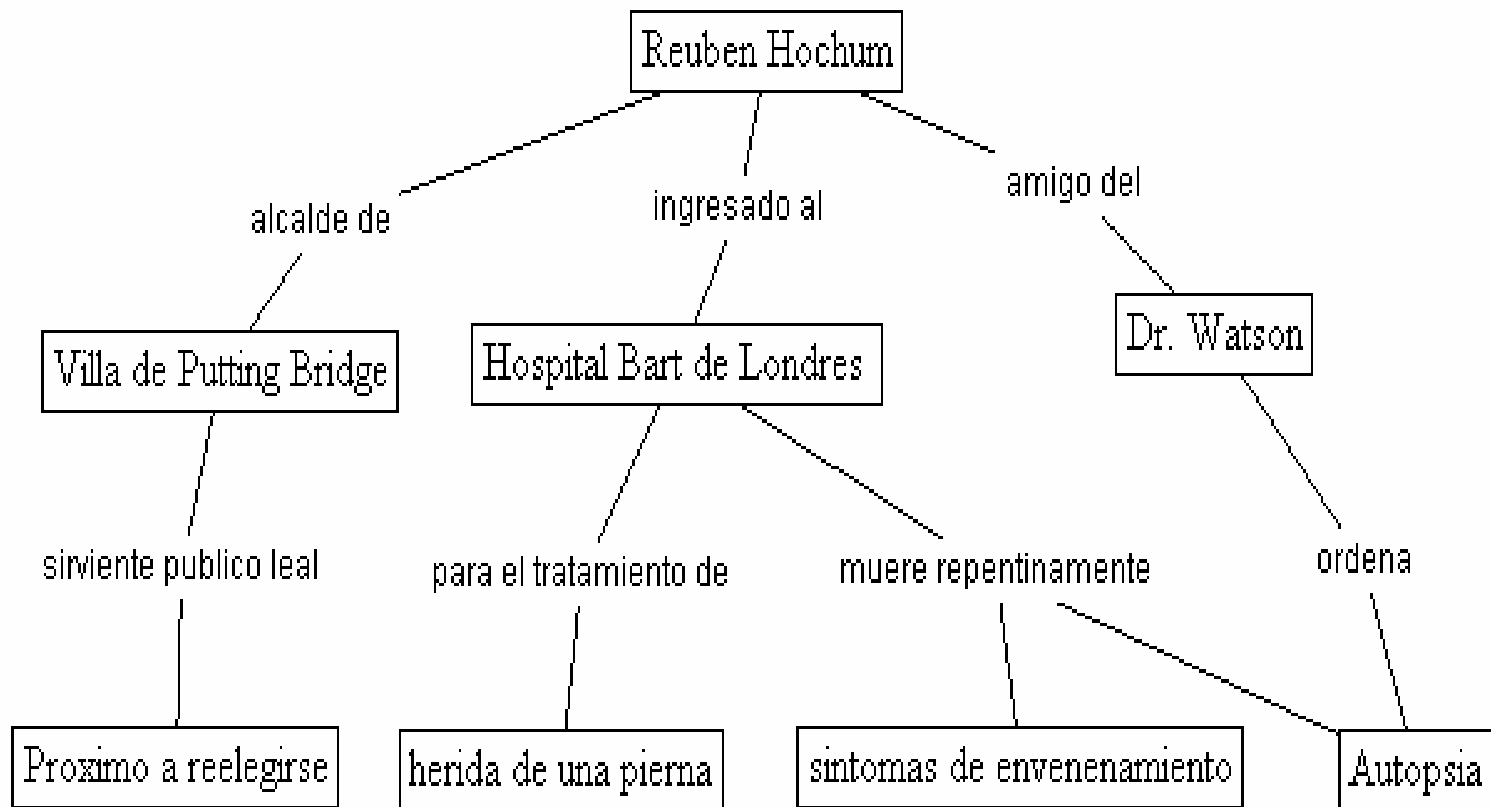 Reuben Hochum
alcalde de
ingresado al
amigo del
Villa de Putting Bridge
Hospital Bart de Londres
Dr. Watson
sirviente publico leal
para el tratamiento de
muere repentinamente
ordena
Proximo a reelegirse
herida de una pierna
sintomas de envenenamiento
Autopsia